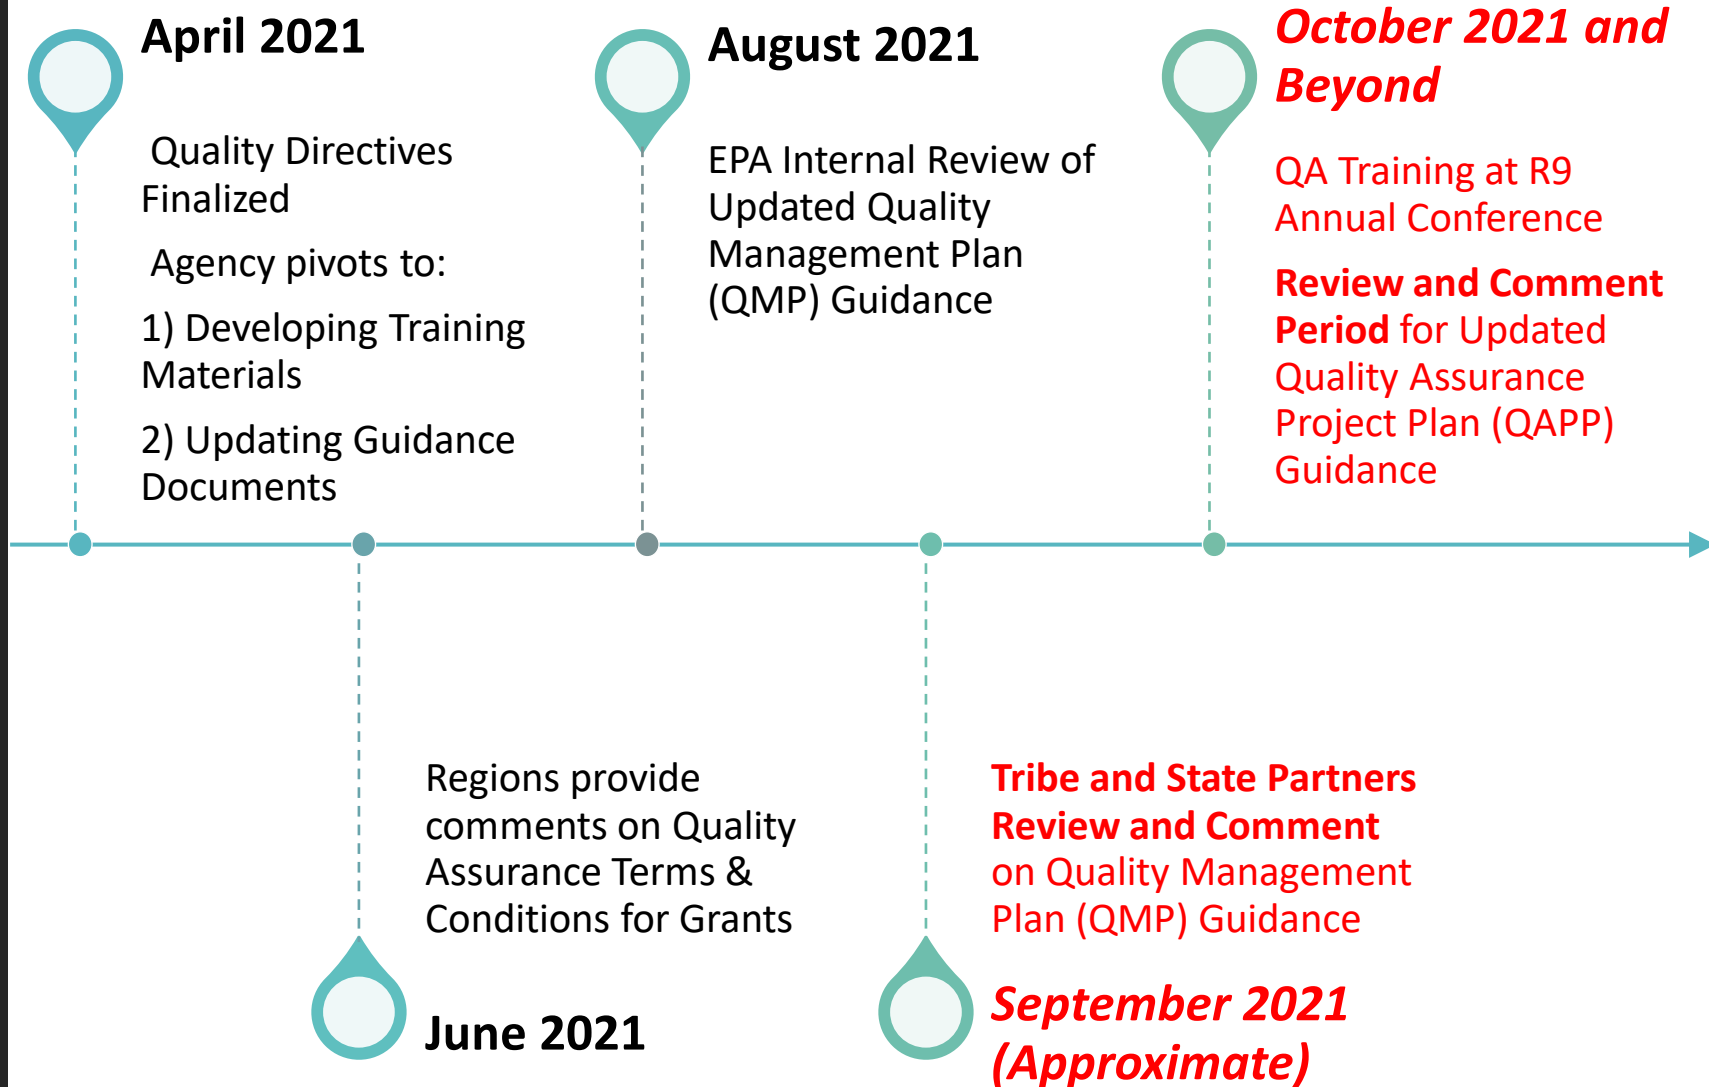 April 2021
Quality Directives
Finalized
Agency pivots to:
1) Developing Training
Materials
2) Updating Guidance
Documents
Regions provide
comments on Quality
Assurance Terms &
Conditions for Grants
June 2021
August 2021
EPA Internal Review of
Updated Quality
Management Plan
(QMP) Guidance
Tribe and State Partners
Review and Comment
on Quality Management
Plan (QMP) Guidance
September 2021
(Approximate)
October 2021 and
Beyond
QA Training at R9
Annual Conference
Review and Comment
Period for Updated
Quality Assurance
Project Plan (QAPP)
Guidance